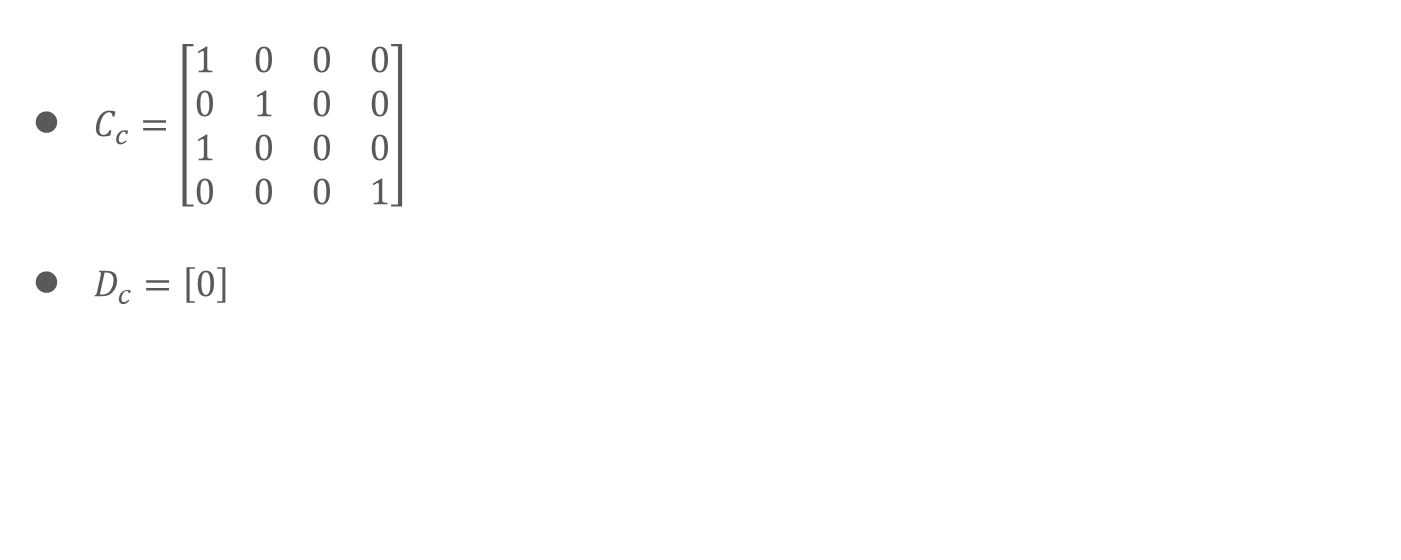 ● C_c = [1 0 0 0
0 1 0 0
1 0 0 0
0 0 0 1]
● D_c = [0]